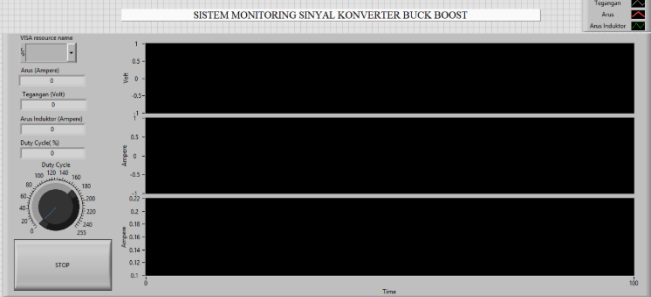 SISTEM MONITORING SINYAL KONVERTER BUCK BOOST
Tegangan
Arus
Arus Induktor
VISA resource name
Arus (Ampere)
0
Tegangan (Volt)
0
Arus Induktor (Ampere)
0
Duty Cycle( %)
0
Duty Cycle
0
20
40
60
80
100
120
140
160
180
200
220
240
255
STOP
Volt
1
0.5
0
-0.5
-1
Ampere
1
0.5
0
-0.5
-1
Ampere
0.22
0.2
0.18
0.16
0.14
0.12
0.1
0
100
Time